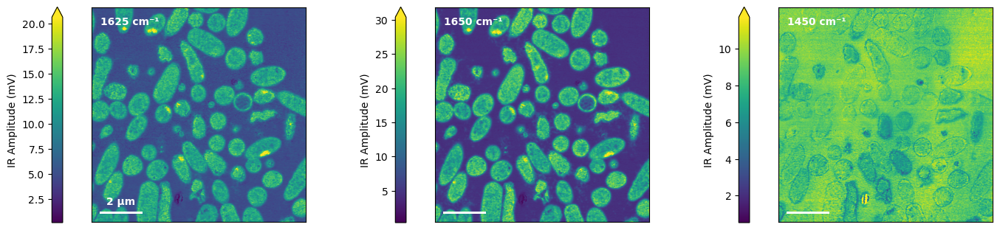 IR Amplitude (mV)
20.0
17.5
15.0
12.5
10.0
7.5
5.0
2.5
1625 cm⁻¹
2 μm
IR Amplitude (mV)
30
25
20
15
10
5
1650 cm⁻¹
IR Amplitude (mV)
10
8
6
4
2
1450 cm⁻¹